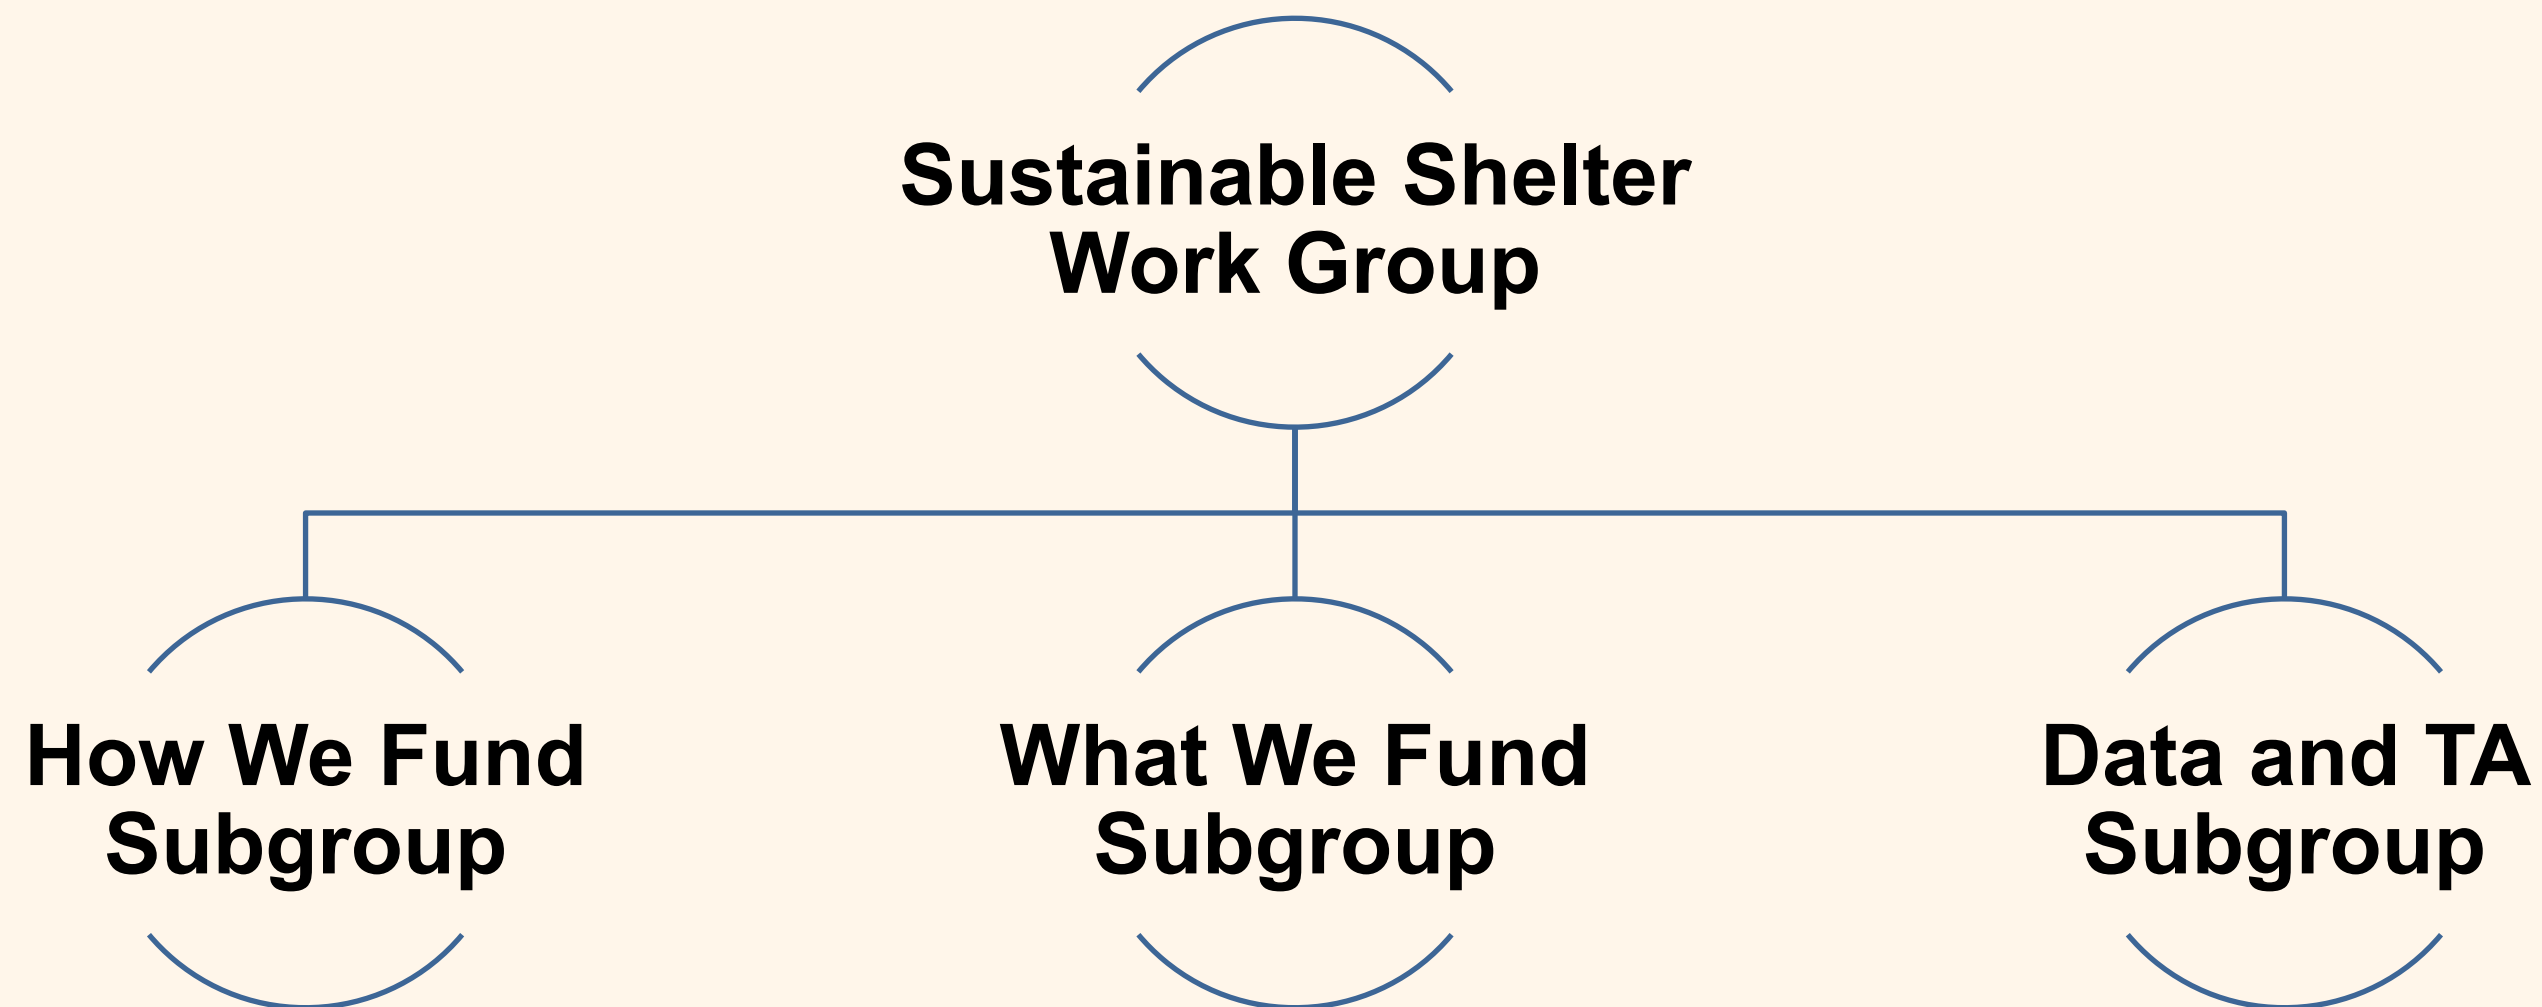 Sustainable Shelter
Work Group
How We Fund
Subgroup
What We Fund
Subgroup
Data and TA
Subgroup